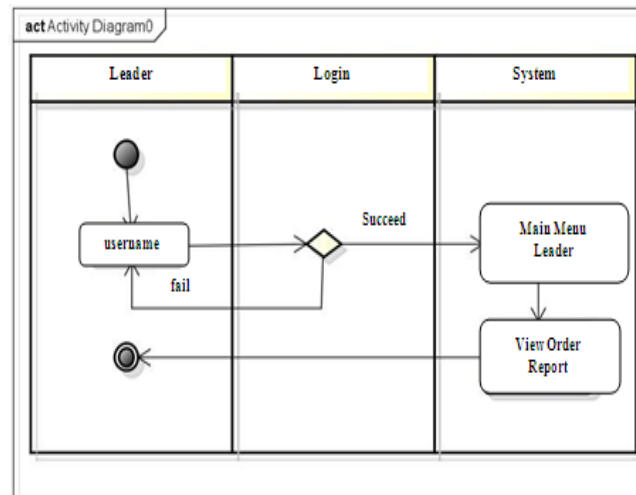 act Activity Diagram0
Leader
Login
System
username
Succeed
fail
Main Menu
Leader
View Order
Report